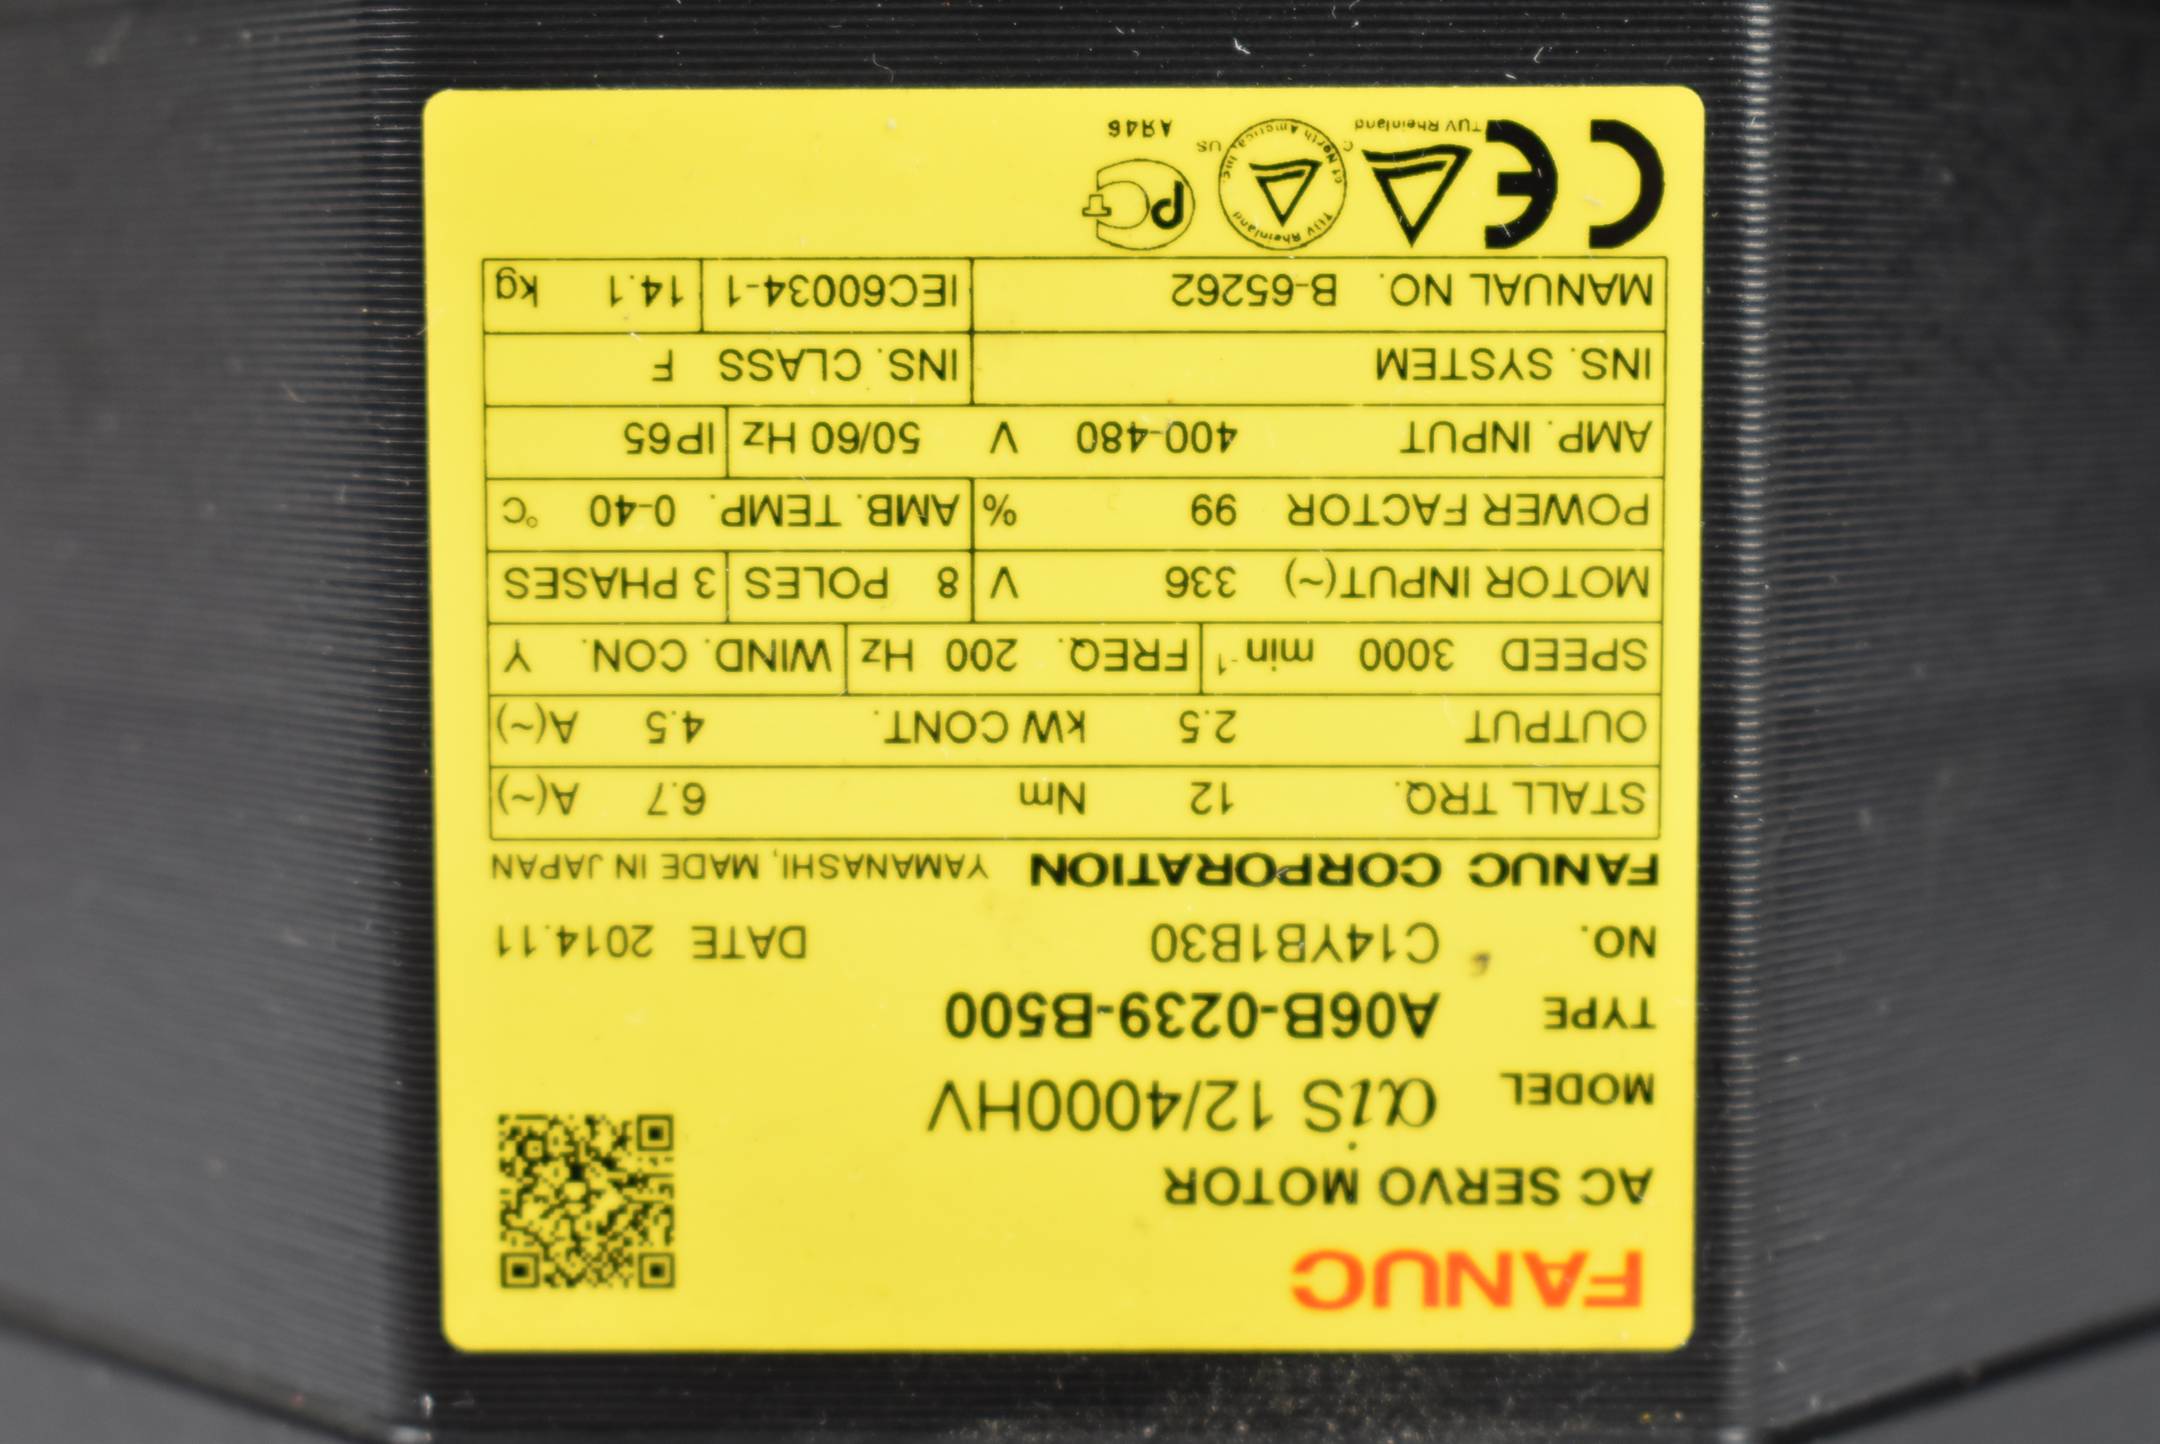 FANUC
AC SERVO MOTOR
MODEL αiS 12/4000HV
TYPE A06B-0239-B500
NO. C14YB1B30 DATE 2014.11
FANUC CORPORATION YAMANASHI, MADE IN JAPAN
STALL TRQ. 12 Nm 6.7 A(~)
OUTPUT 2.5 kW CONT. 4.5 A(~)
SPEED 3000 min⁻¹ FREQ. 200 Hz WIND. CON. Y
MOTOR INPUT(~) 336 V 8 POLES 3 PHASES
POWER FACTOR 99 % AMB. TEMP. 0-40 °C
AMP. INPUT 400-480 V 50/60 Hz IP65
INS. SYSTEM INS. CLASS F
MANUAL NO. B-65262 IEC60034-1 14.1 kg
CE TUV Rheinland C TUV Rheinland of North America, Inc. US PCT
АЯ46